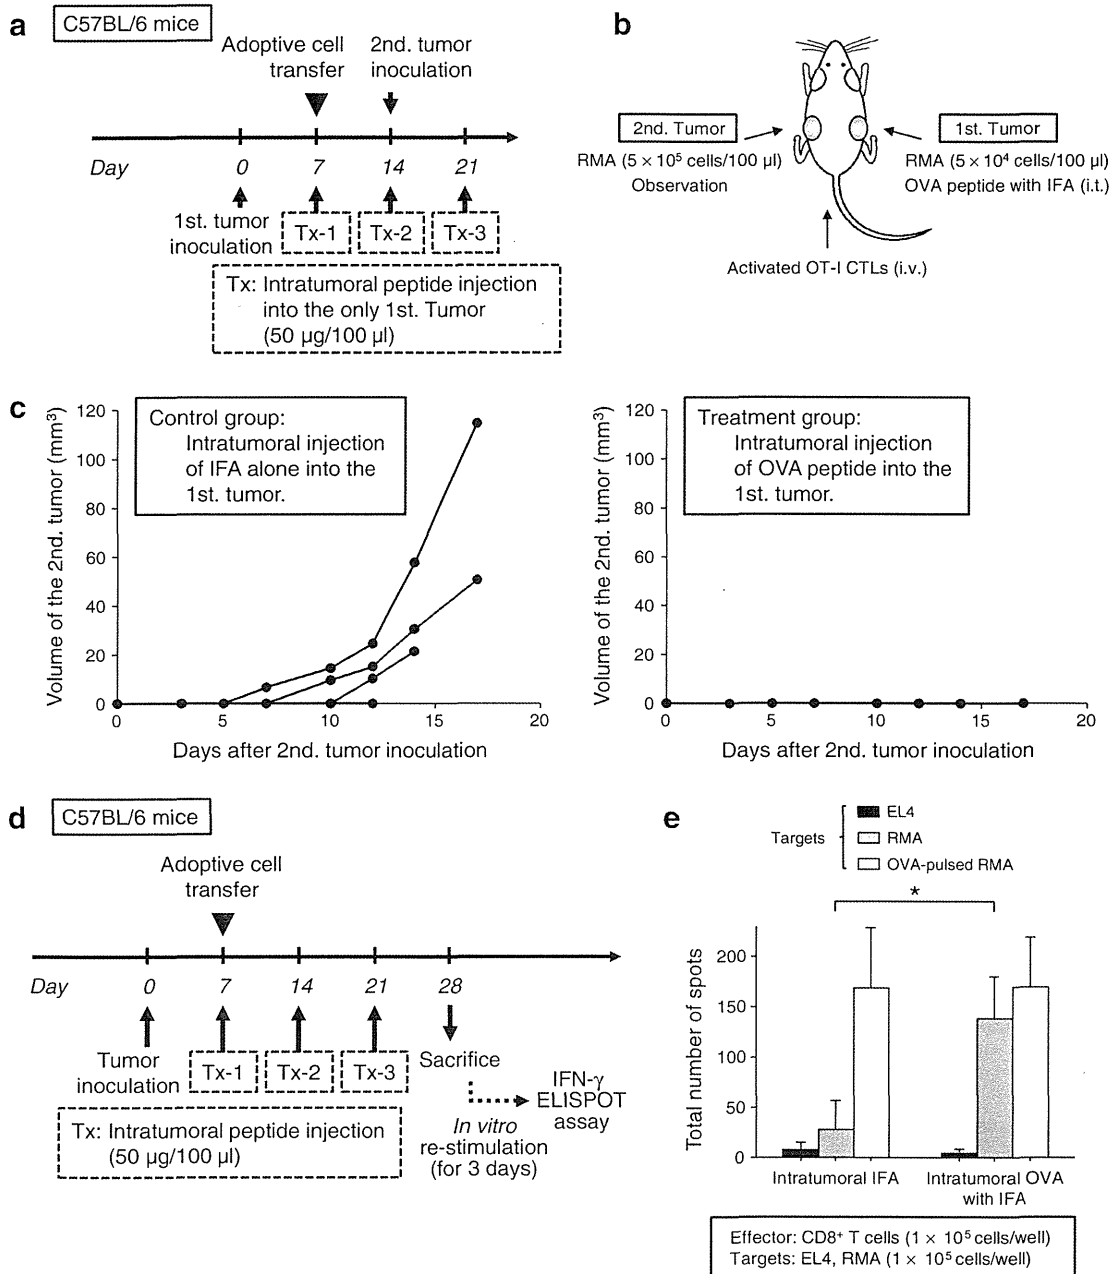 a
C57BL/6 mice
Adoptive cell
transfer
2nd. tumor
inoculation
Day
0
7
14
21
1st. tumor
inoculation
Tx-1
Tx-2
Tx-3
Tx: Intratumoral peptide injection
into the only 1st. Tumor
(50 µg/100 µl)
b
2nd. Tumor
RMA (5 × 10⁵ cells/100 µl)
Observation
1st. Tumor
RMA (5 × 10⁴ cells/100 µl)
OVA peptide with IFA (i.t.)
Activated OT-I CTLs (i.v.)
c
Volume of the 2nd. tumor (mm³)
120
100
80
60
40
20
0
Control group:
Intratumoral injection
of IFA alone into the
1st. tumor.
0
5
10
15
20
Days after 2nd. tumor inoculation
Volume of the 2nd. tumor (mm³)
120
100
80
60
40
20
0
Treatment group:
Intratumoral injection
of OVA peptide into the
1st. tumor.
0
5
10
15
20
Days after 2nd. tumor inoculation
d
C57BL/6 mice
Adoptive cell
transfer
Day
0
7
14
21
28
Tumor
inoculation
Tx-1
Tx-2
Tx-3
Sacrifice
Tx: Intratumoral peptide injection
(50 µg/100 µl)
In vitro
re-stimulation
(for 3 days)
IFN-γ
ELISPOT
assay
e
Targets
EL4
RMA
OVA-pulsed RMA
*
Total number of spots
200
150
100
50
0
Intratumoral IFA
Intratumoral OVA
with IFA
Effector: CD8⁺ T cells (1 × 10⁵ cells/well)
Targets: EL4, RMA (1 × 10⁵ cells/well)